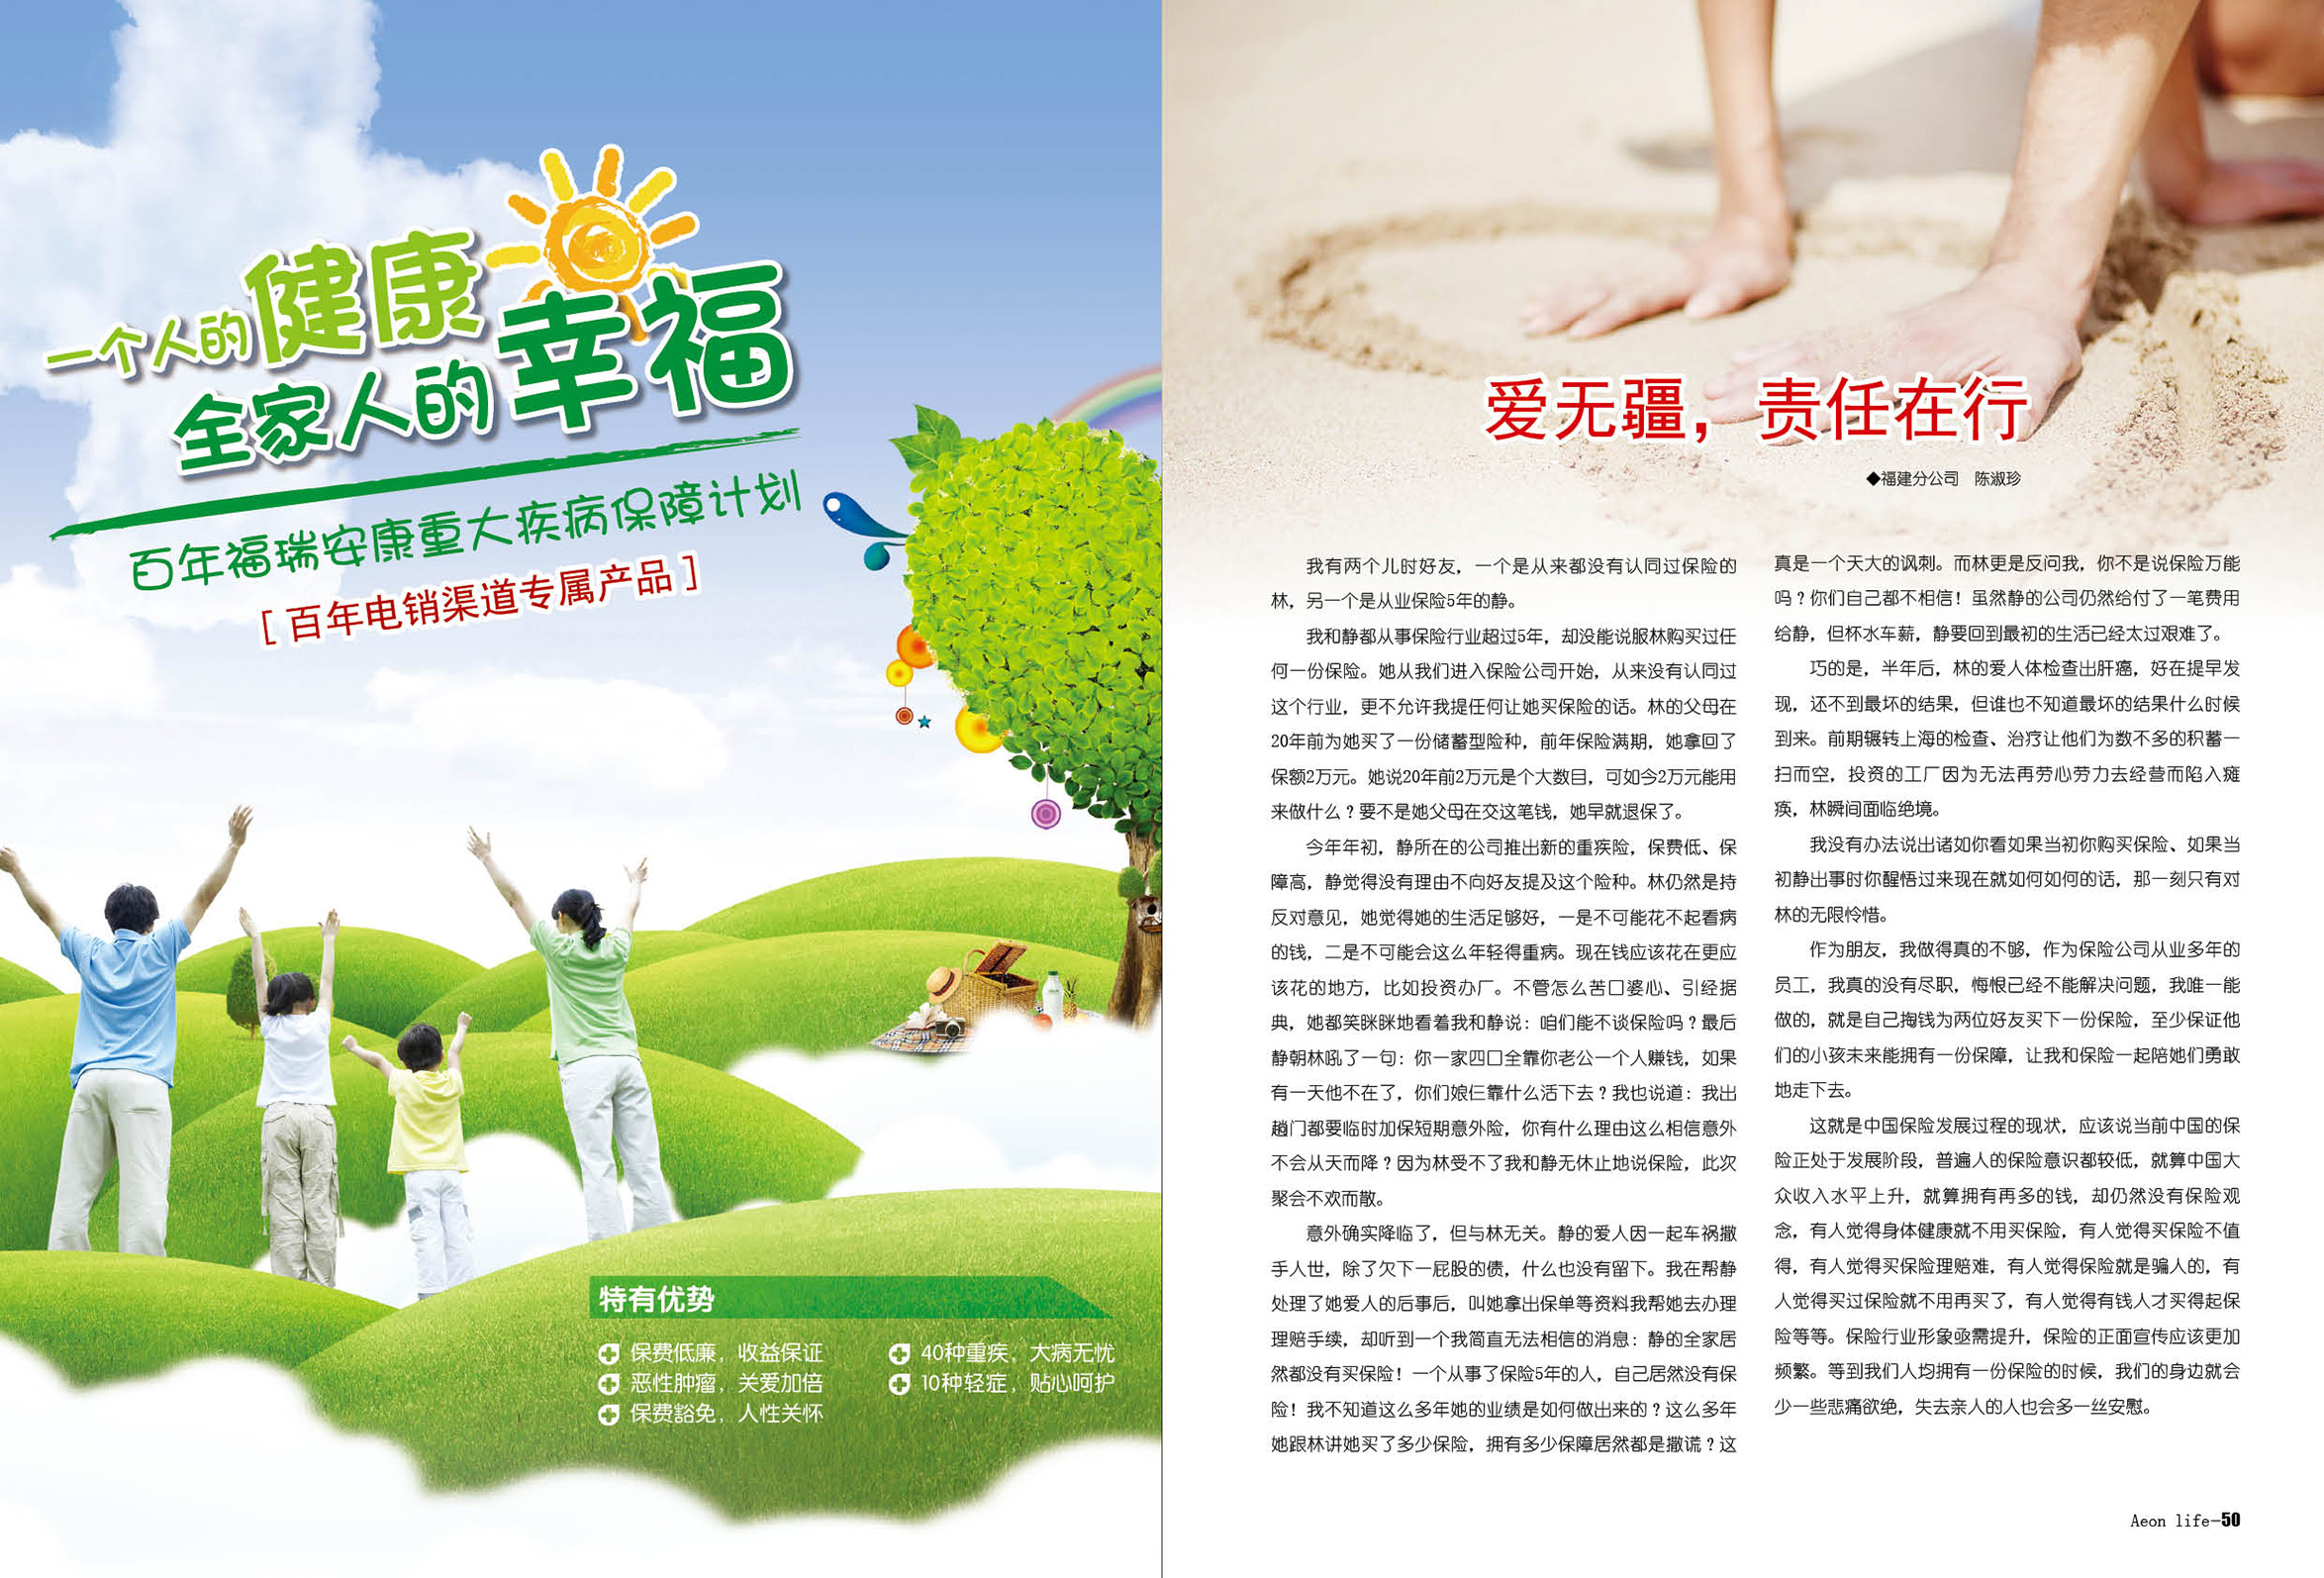 一个人的健康
全家人的幸福
百年福瑞安康重大疾病保障计划
[ 百年电销渠道专属产品 ]
特有优势
保费低廉，收益保证
恶性肿瘤，关爱加倍
保费豁免，人性关怀
40种重疾，大病无忧
10种轻症，贴心呵护
爱无疆，责任在行
◆福建分公司　陈淑珍
我有两个儿时好友，一个是从来都没有认同过保险的
林，另一个是从业保险5年的静。
我和静都从事保险行业超过5年，却没能说服林购买过任
何一份保险。她从我们进入保险公司开始，从来没有认同过
这个行业，更不允许我提任何让她买保险的话。林的父母在
20年前为她买了一份储蓄型险种，前年保险满期，她拿回了
保额2万元。她说20年前2万元是个大数目，可如今2万元能用
来做什么？要不是她父母在交这笔钱，她早就退保了。
今年年初，静所在的公司推出新的重疾险，保费低、保
障高，静觉得没有理由不向好友提及这个险种。林仍然是持
反对意见，她觉得她的生活足够好，一是不可能花不起看病
的钱，二是不可能会这么年轻得重病。现在钱应该花在更应
该花的地方，比如投资办厂。不管怎么苦口婆心、引经据
典，她都笑眯眯地看着我和静说：咱们能不谈保险吗？最后
静朝林吼了一句：你一家四口全靠你老公一个人赚钱，如果
有一天他不在了，你们娘仨靠什么活下去？我也说道：我出
趟门都要临时加保短期意外险，你有什么理由这么相信意外
不会从天而降？因为林受不了我和静无休止地说保险，此次
聚会不欢而散。
意外确实降临了，但与林无关。静的爱人因一起车祸撒
手人世，除了欠下一屁股的债，什么也没有留下。我在帮静
处理了她爱人的后事后，叫她拿出保单等资料我帮她去办理
理赔手续，却听到一个我简直无法相信的消息：静的全家居
然都没有买保险！一个从事了保险5年的人，自己居然没有保
险！我不知道这么多年她的业绩是如何做出来的？这么多年
她跟林讲她买了多少保险，拥有多少保障居然都是撒谎？这
真是一个天大的讽刺。而林更是反问我，你不是说保险万能
吗？你们自己都不相信！虽然静的公司仍然给付了一笔费用
给静，但杯水车薪，静要回到最初的生活已经太过艰难了。
巧的是，半年后，林的爱人体检查出肝癌，好在提早发
现，还不到最坏的结果，但谁也不知道最坏的结果什么时候
到来。前期辗转上海的检查、治疗让他们为数不多的积蓄一
扫而空，投资的工厂因为无法再劳心劳力去经营而陷入瘫
痪，林瞬间面临绝境。
我没有办法说出诸如你看如果当初你购买保险、如果当
初静出事时你醒悟过来现在就如何如何的话，那一刻只有对
林的无限怜惜。
作为朋友，我做得真的不够，作为保险公司从业多年的
员工，我真的没有尽职，悔恨已经不能解决问题，我唯一能
做的，就是自己掏钱为两位好友买下一份保险，至少保证他
们的小孩未来能拥有一份保障，让我和保险一起陪她们勇敢
地走下去。
这就是中国保险发展过程的现状，应该说当前中国的保
险正处于发展阶段，普遍人的保险意识都较低，就算中国大
众收入水平上升，就算拥有再多的钱，却仍然没有保险观
念，有人觉得身体健康就不用买保险，有人觉得买保险不值
得，有人觉得买保险理赔难，有人觉得保险就是骗人的，有
人觉得买过保险就不用再买了，有人觉得有钱人才买得起保
险等等。保险行业形象亟需提升，保险的正面宣传应该更加
频繁。等到我们人均拥有一份保险的时候，我们的身边就会
少一些悲痛欲绝，失去亲人的人也会多一丝安慰。
Aeon life—50